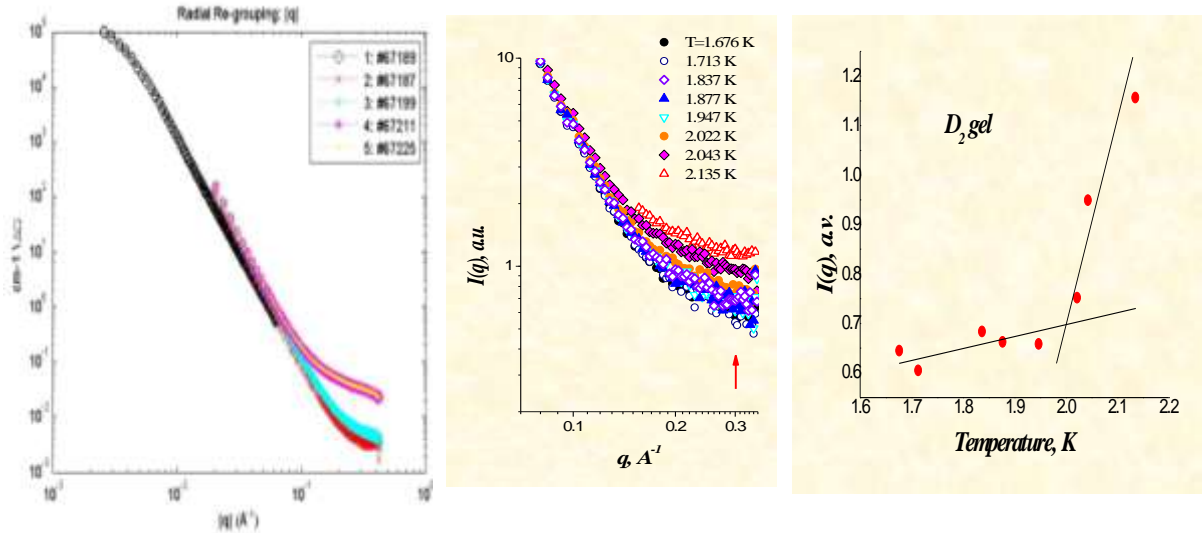 Radial Re-grouping: |q|
1: #67189
2: #67187
3: #67199
4: #67211
5: #67225
|q| (Å⁻¹)
10
1
T=1.676 K
1.713 K
1.837 K
1.877 K
1.947 K
2.022 K
2.043 K
2.135 K
I(q), a.u.
0.1 0.2 0.3
q, A⁻¹
1.2
1.1
1.0
0.9
0.8
0.7
0.6
D₂ gel
I(q), a.v.
1.6 1.7 1.8 1.9 2.0 2.1 2.2
Temperature, K